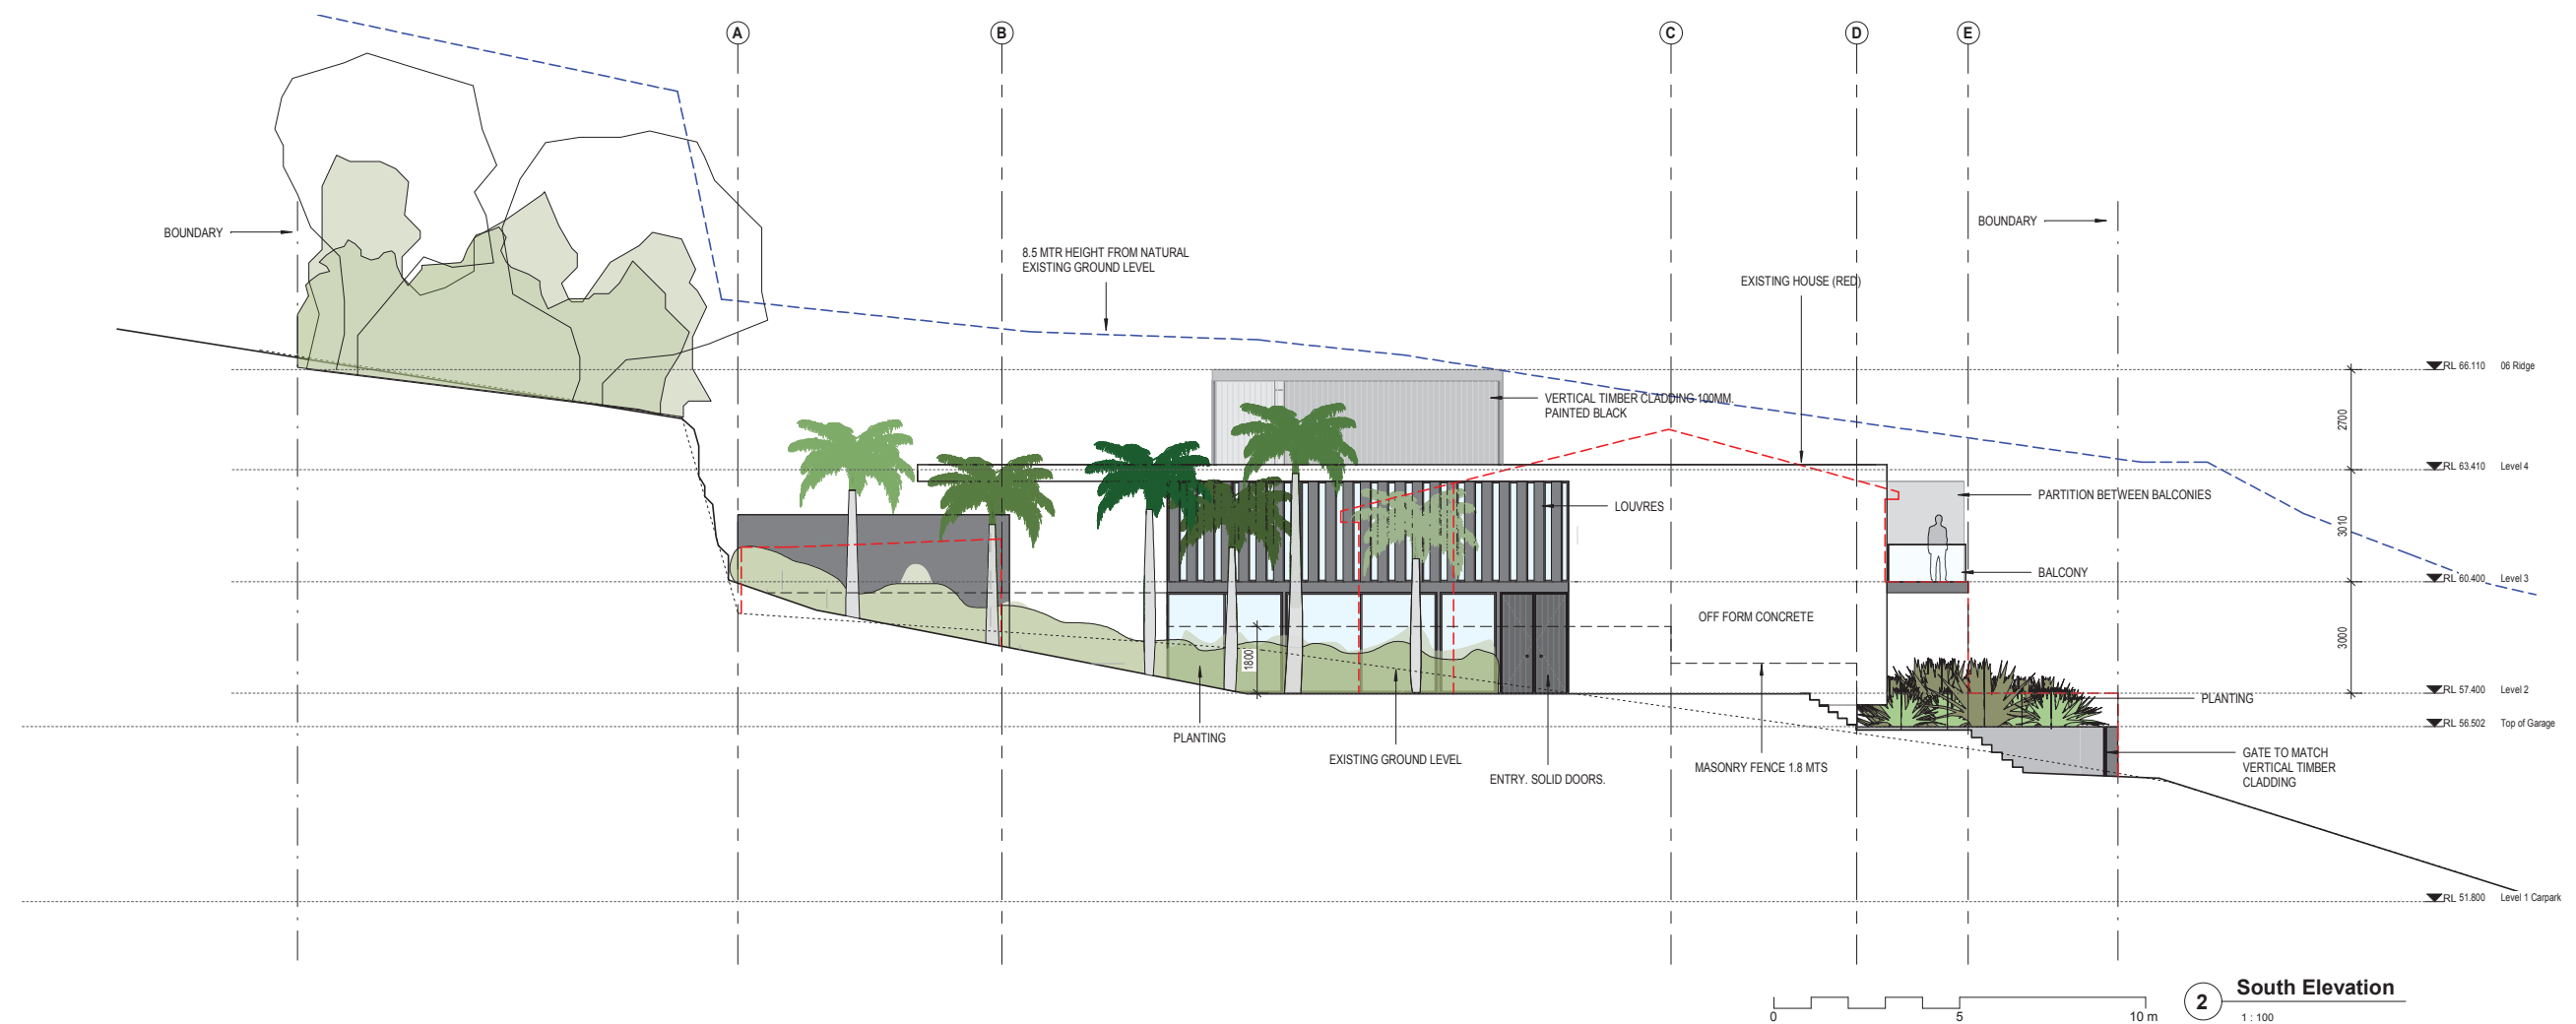 A
B
C
D
E
BOUNDARY
BOUNDARY
8.5 MTR HEIGHT FROM NATURAL
EXISTING GROUND LEVEL
EXISTING HOUSE (RED)
RL 66.110 06 Ridge
VERTICAL TIMBER CLADDING 100MM.
PAINTED BLACK
2700
RL 63.410 Level 4
PARTITION BETWEEN BALCONIES
LOUVRES
3010
BALCONY
RL 60.400 Level 3
OFF FORM CONCRETE
3000
1800
RL 57.400 Level 2
PLANTING
RL 56.502 Top of Garage
PLANTING
EXISTING GROUND LEVEL
ENTRY. SOLID DOORS.
MASONRY FENCE 1.8 MTS
GATE TO MATCH
VERTICAL TIMBER
CLADDING
RL 51.800 Level 1 Carpark
0 5 10 m
2 South Elevation
1 : 100